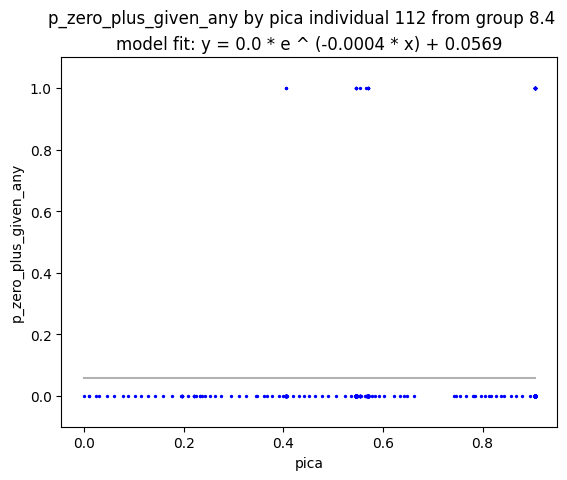 p_zero_plus_given_any by pica individual 112 from group 8.4
model fit: y = 0.0 * e ^ (-0.0004 * x) + 0.0569
1.0
0.8
0.6
0.4
0.2
0.0
p_zero_plus_given_any
0.0 0.2 0.4 0.6 0.8
pica